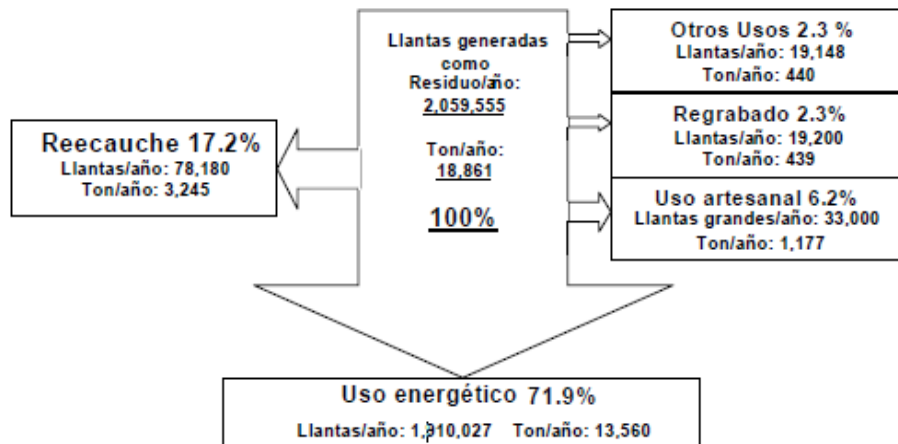 Llantas generadas
como
Residuo/año:
2,059,555
Ton/año:
18,861
100%
Reecauche 17.2%
Llantas/año: 78,180
Ton/año: 3,245
Otros Usos 2.3 %
Llantas/año: 19,148
Ton/año: 440
Regrabado 2.3%
Llantas/año: 19,200
Ton/año: 439
Uso artesanal 6.2%
Llantas grandes/año: 33,000
Ton/año: 1,177
Uso energético 71.9%
Llantas/año: 1,910,027 Ton/año: 13,560